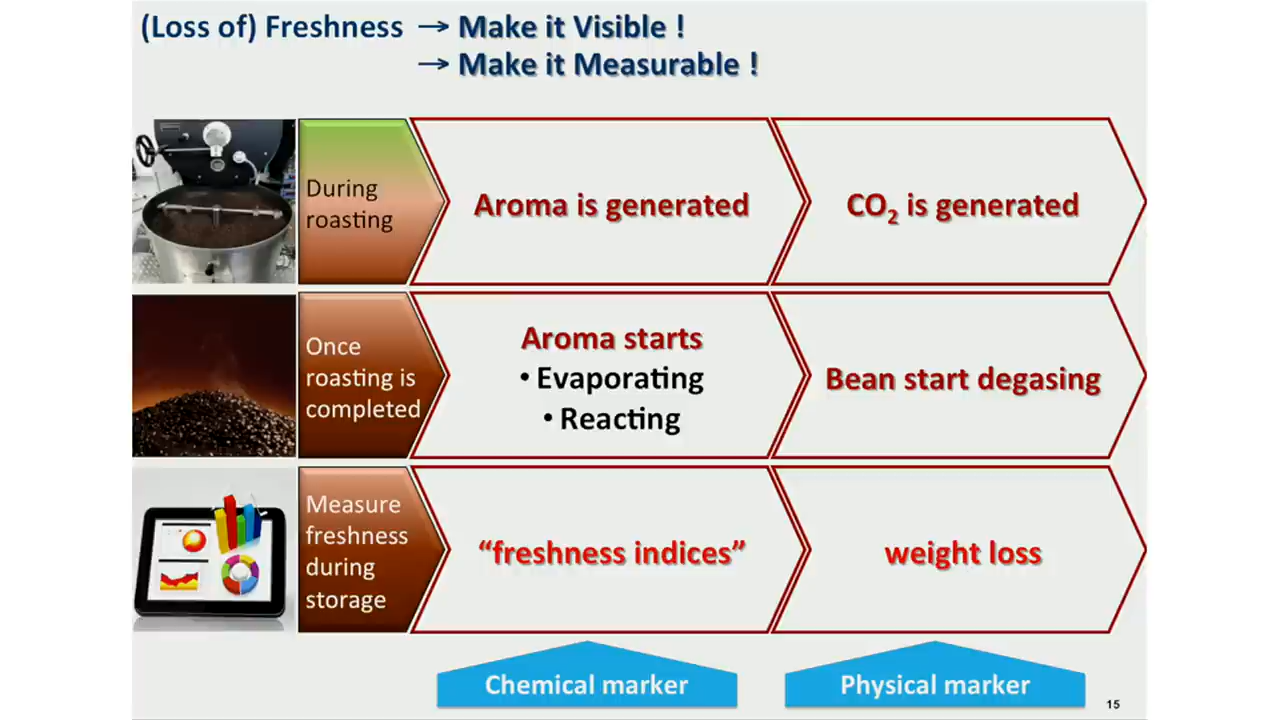 (Loss of) Freshness → Make it Visible !
→ Make it Measurable !
During
roasting
Aroma is generated
CO₂ is generated
Once
roasting is
completed
Aroma starts
• Evaporating
• Reacting
Bean start degasing
Measure
freshness
during
storage
“freshness indices”
weight loss
Chemical marker
Physical marker
15